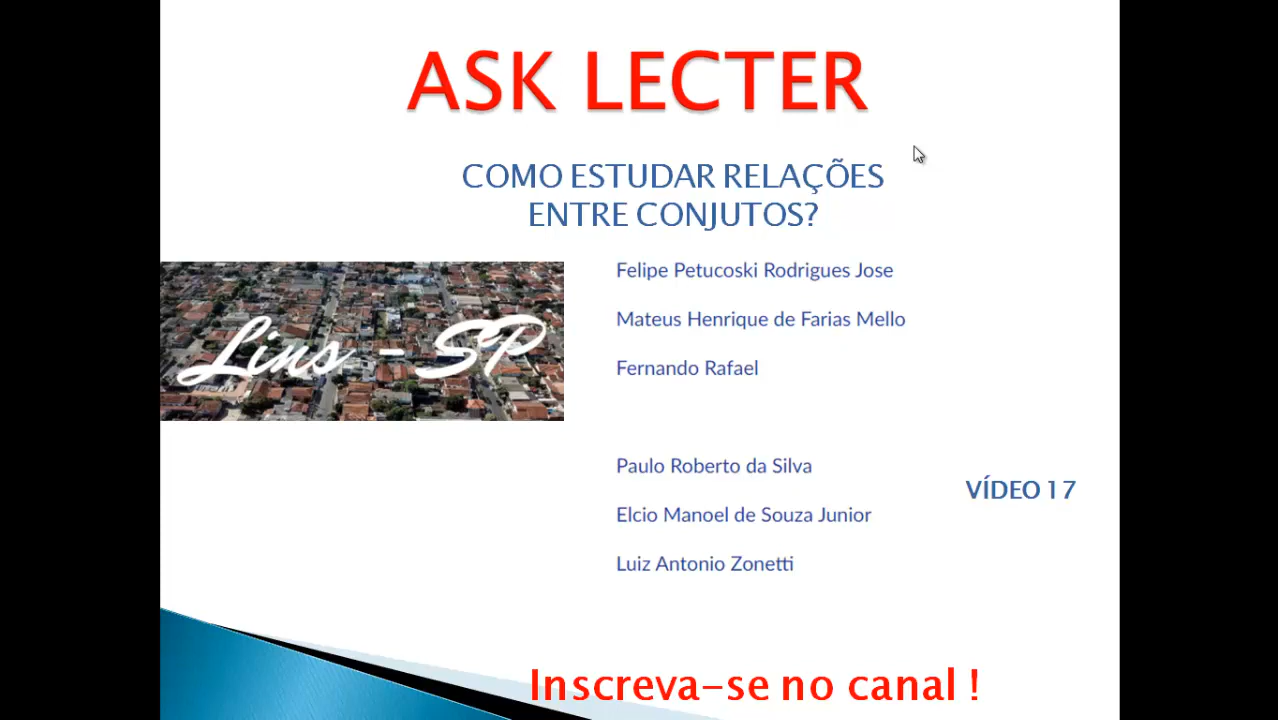 ASK LECTER
COMO ESTUDAR RELAÇÕES
ENTRE CONJUTOS?
Lins - SP
Felipe Petucoski Rodrigues Jose
Mateus Henrique de Farias Mello
Fernando Rafael
Paulo Roberto da Silva
VÍDEO 17
Elcio Manoel de Souza Junior
Luiz Antonio Zonetti
Inscreva-se no canal !